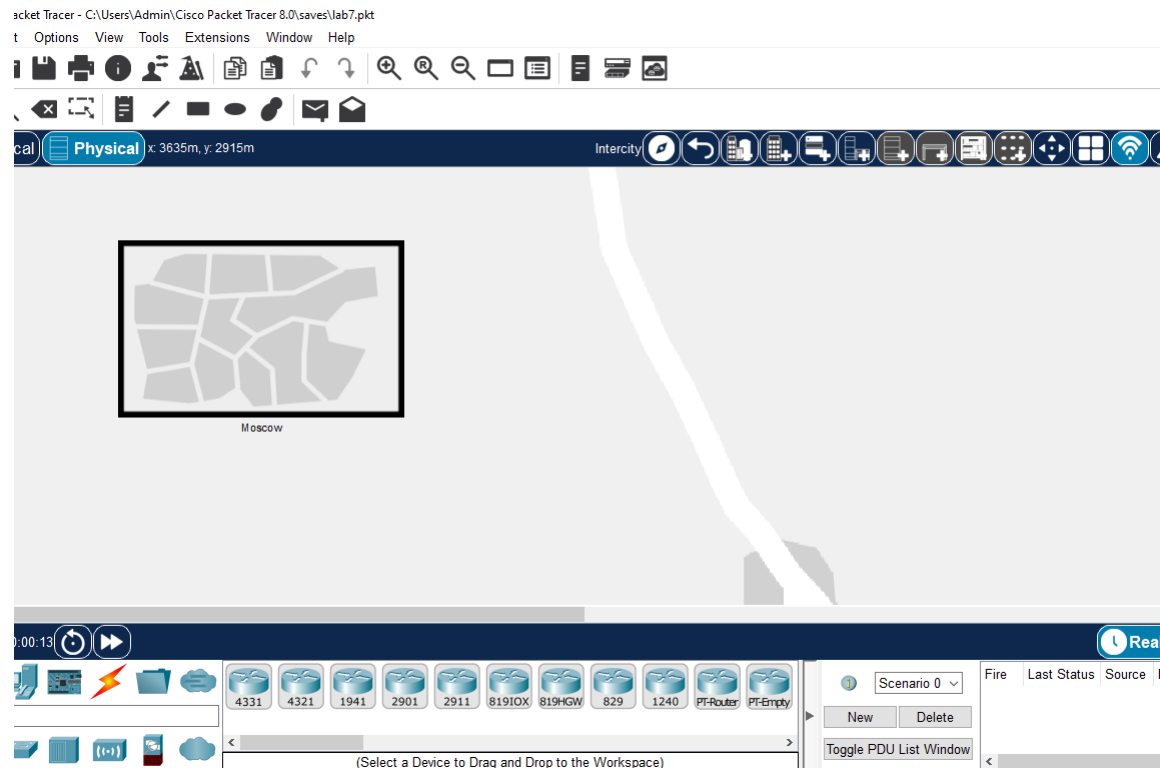 acket Tracer - C:\Users\Admin\Cisco Packet Tracer 8.0\saves\lab7.pkt
t Options View Tools Extensions Window Help
cal) Physical x: 3635m, y: 2915m Intercity
Moscow
:00:13 Rea
4331 4321 1941 2901 2911 819IOX 819HGW 829 1240 PT-Router PT-Empty
Scenario 0
Fire Last Status Source
New Delete
Toggle PDU List Window
(Select a Device to Drag and Drop to the Workspace)